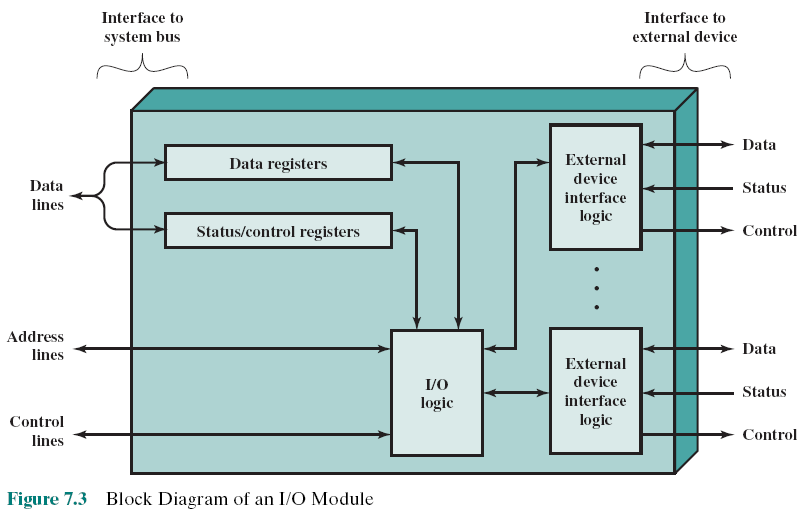 Interface to
system bus
Interface to
external device
Data
lines
Data registers
Status/control registers
Address
lines
Control
lines
I/O
logic
External
device
interface
logic
Data
Status
Control
External
device
interface
logic
Data
Status
Control
Figure 7.3 Block Diagram of an I/O Module